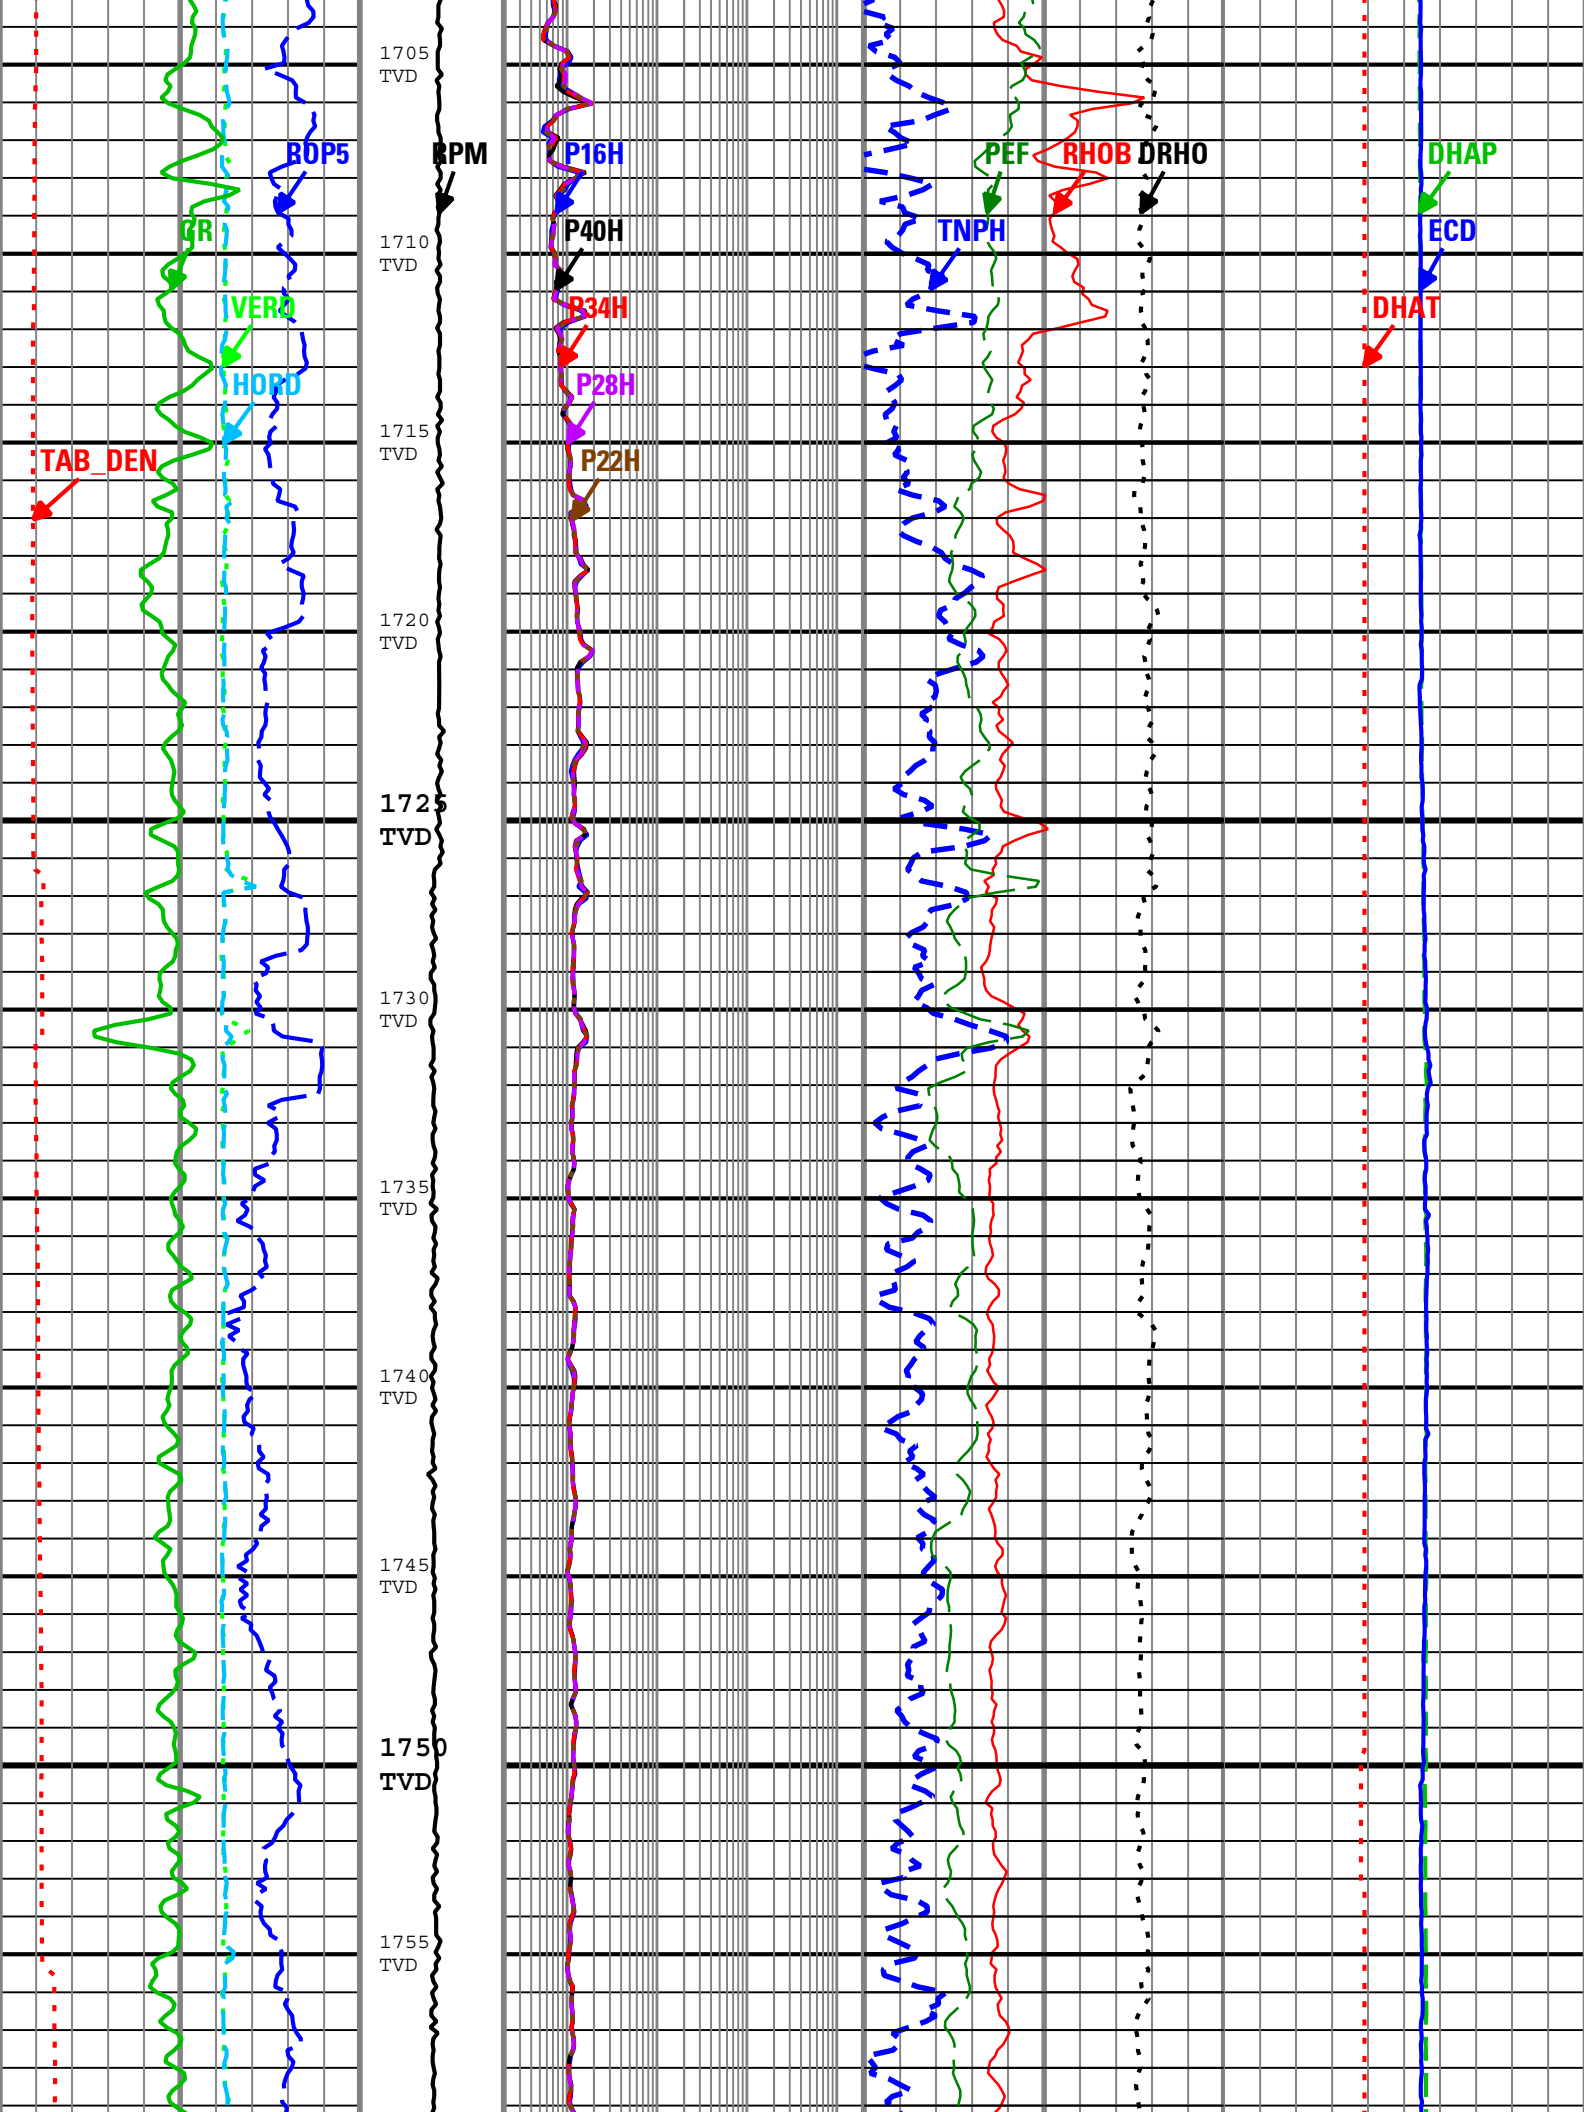 1705
TVD
ROP5
RPM
P16H
PEF
RHOB
DRHO
DHAP
GR
P40H
TNPH
ECD
1710
TVD
VERD
P34H
DHAT
HORD
P28H
1715
TVD
TAB_DEN
P22H
1720
TVD
1725
TVD
1730
TVD
1735
TVD
1740
TVD
1745
TVD
1750
TVD
1755
TVD